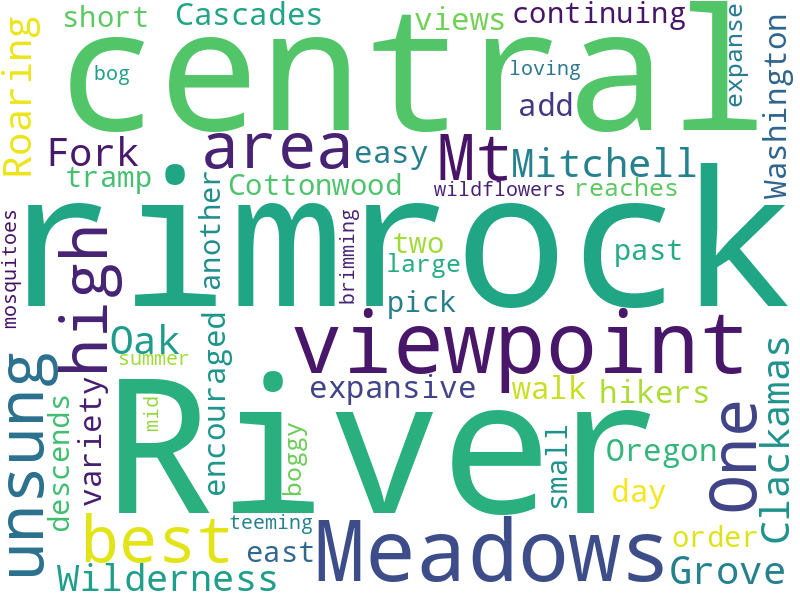 short
Cascades
views
continuing
expanse
Washington
Roaring
central
bog
loving
add
Fork
area
easy
Mt
Mitchell
tramp
Cottonwood
wildflowers
reaches
rimrock
mosquitoes
high
another
brimming
two
large
past
pick
Oak
summer
viewpoint
unsung
descends
variety
encouraged
mid
boggy
expansive
walk
hikers
River
small
Oregon
One
Clackamas
day
best
teeming
east
Meadows
order
Wilderness
Grove